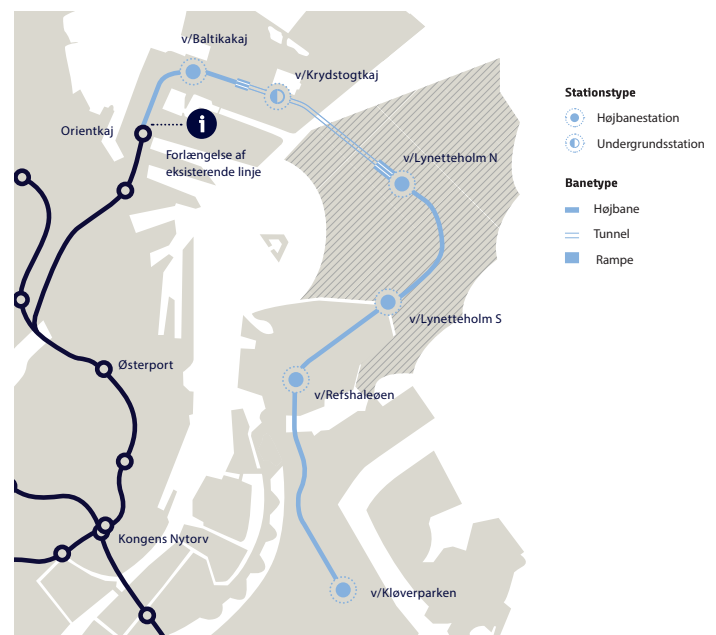 v/Baltikakaj
v/Krydstogtkaj
Orientkaj
i
Forlængelse af
eksisterende linje
v/Lynetteholm N
v/Lynetteholm S
Østerport
v/Refshaleøen
Kongens Nytorv
v/Kløverparken
Stationstype
Højbanestation
Undergrundsstation
Banetype
Højbane
Tunnel
Rampe